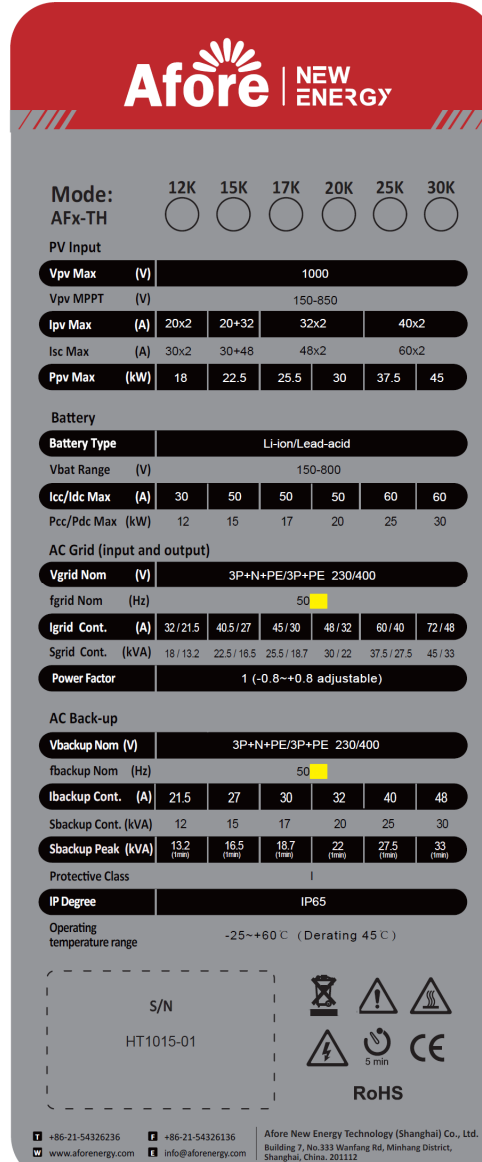 Afore | NEW ENERGY
Mode: 12K 15K 17K 20K 25K 30K
AFx-TH
PV Input
Vpv Max (V) 1000
Vpv MPPT (V) 150-850
Ipv Max (A) 20x2 20+32 32x2 40x2
Isc Max (A) 30x2 30+48 48x2 60x2
Ppv Max (kW) 18 22.5 25.5 30 37.5 45
Battery
Battery Type Li-ion/Lead-acid
Vbat Range (V) 150-800
Icc/Idc Max (A) 30 50 50 50 60 60
Pcc/Pdc Max (kW) 12 15 17 20 25 30
AC Grid (input and output)
Vgrid Nom (V) 3P+N+PE/3P+PE 230/400
fgrid Nom (Hz) 50
Igrid Cont. (A) 32 / 21.5 40.5 / 27 45 / 30 48 / 32 60 / 40 72 / 48
Sgrid Cont. (kVA) 18 / 13.2 22.5 / 16.5 25.5 / 18.7 30 / 22 37.5 / 27.5 45 / 33
Power Factor 1 (-0.8~+0.8 adjustable)
AC Back-up
Vbackup Nom (V) 3P+N+PE/3P+PE 230/400
fbackup Nom (Hz) 50
Ibackup Cont. (A) 21.5 27 30 32 40 48
Sbackup Cont. (kVA) 12 15 17 20 25 30
Sbackup Peak (kVA) 13.2 (1min) 16.5 (1min) 18.7 (1min) 22 (1min) 27.5 (1min) 33 (1min)
Protective Class I
IP Degree IP65
Operating temperature range -25~+60℃ (Derating 45℃)
S/N
HT1015-01
5 min
CE
RoHS
T +86-21-54326236 F +86-21-54326136
W www.aforenergy.com E info@aforenergy.com
Afore New Energy Technology (Shanghai) Co., Ltd.
Building 7, No.333 Wanfang Rd, Minhang District,
Shanghai, China. 201112